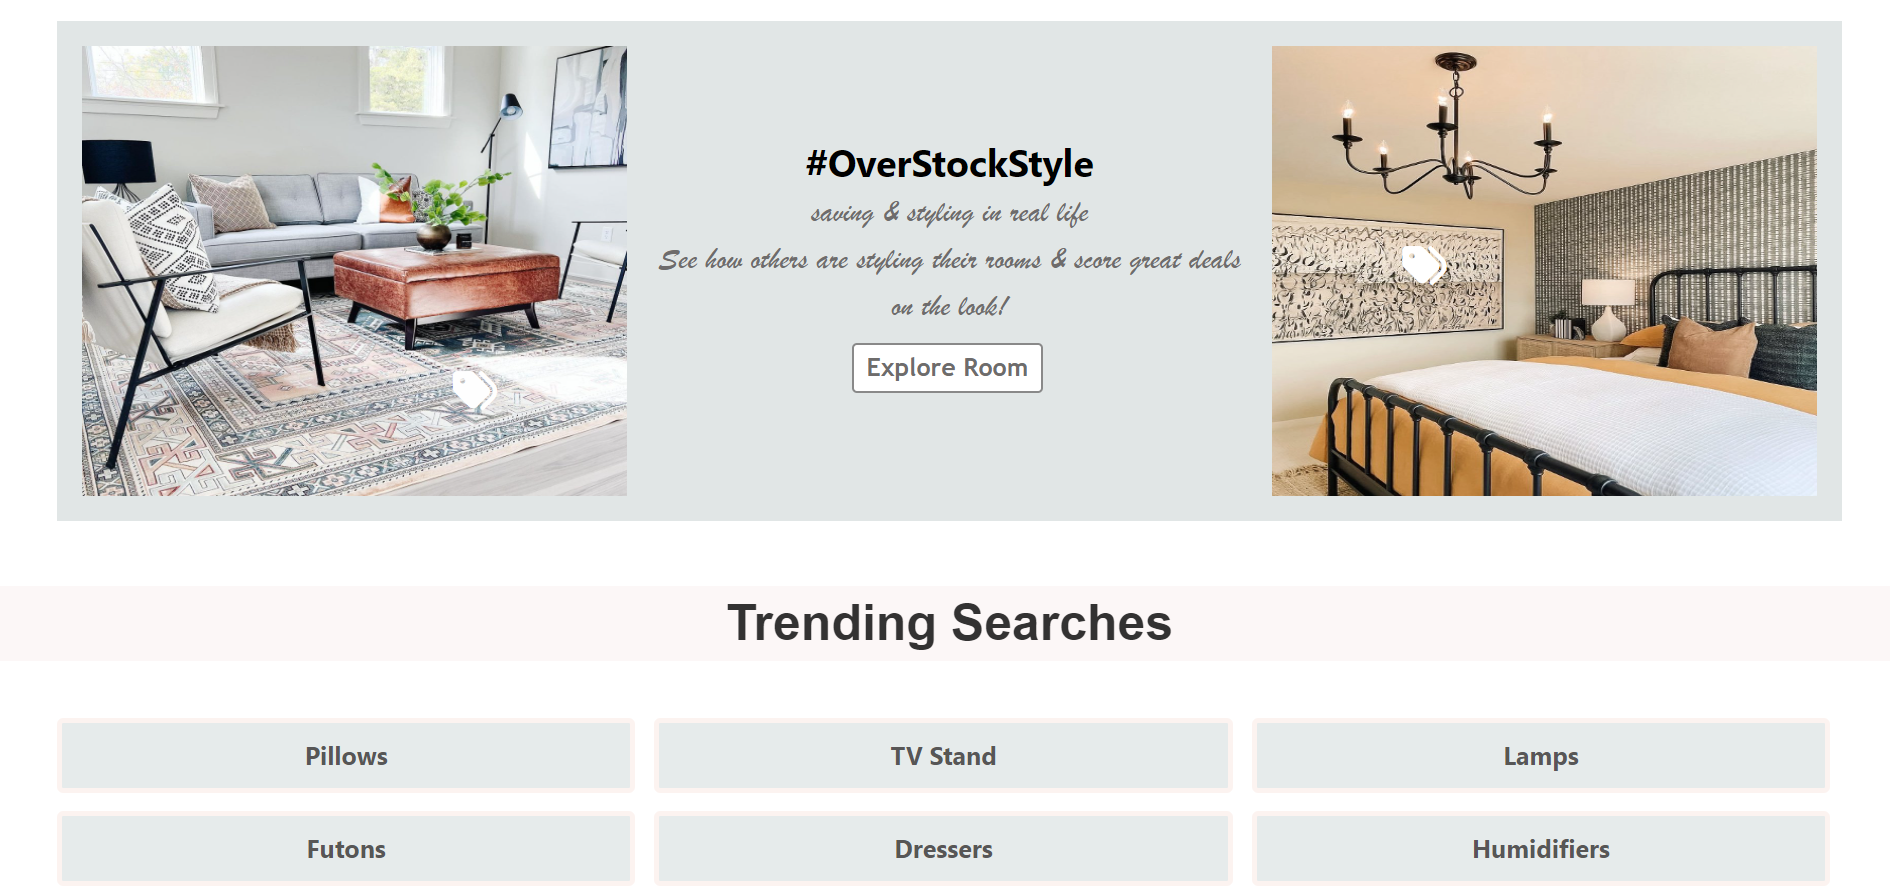 #OverStockStyle
saving & styling in real life
See how others are styling their rooms & score great deals
on the look!
Explore Room
Trending Searches
Pillows
TV Stand
Lamps
Futons
Dressers
Humidifiers